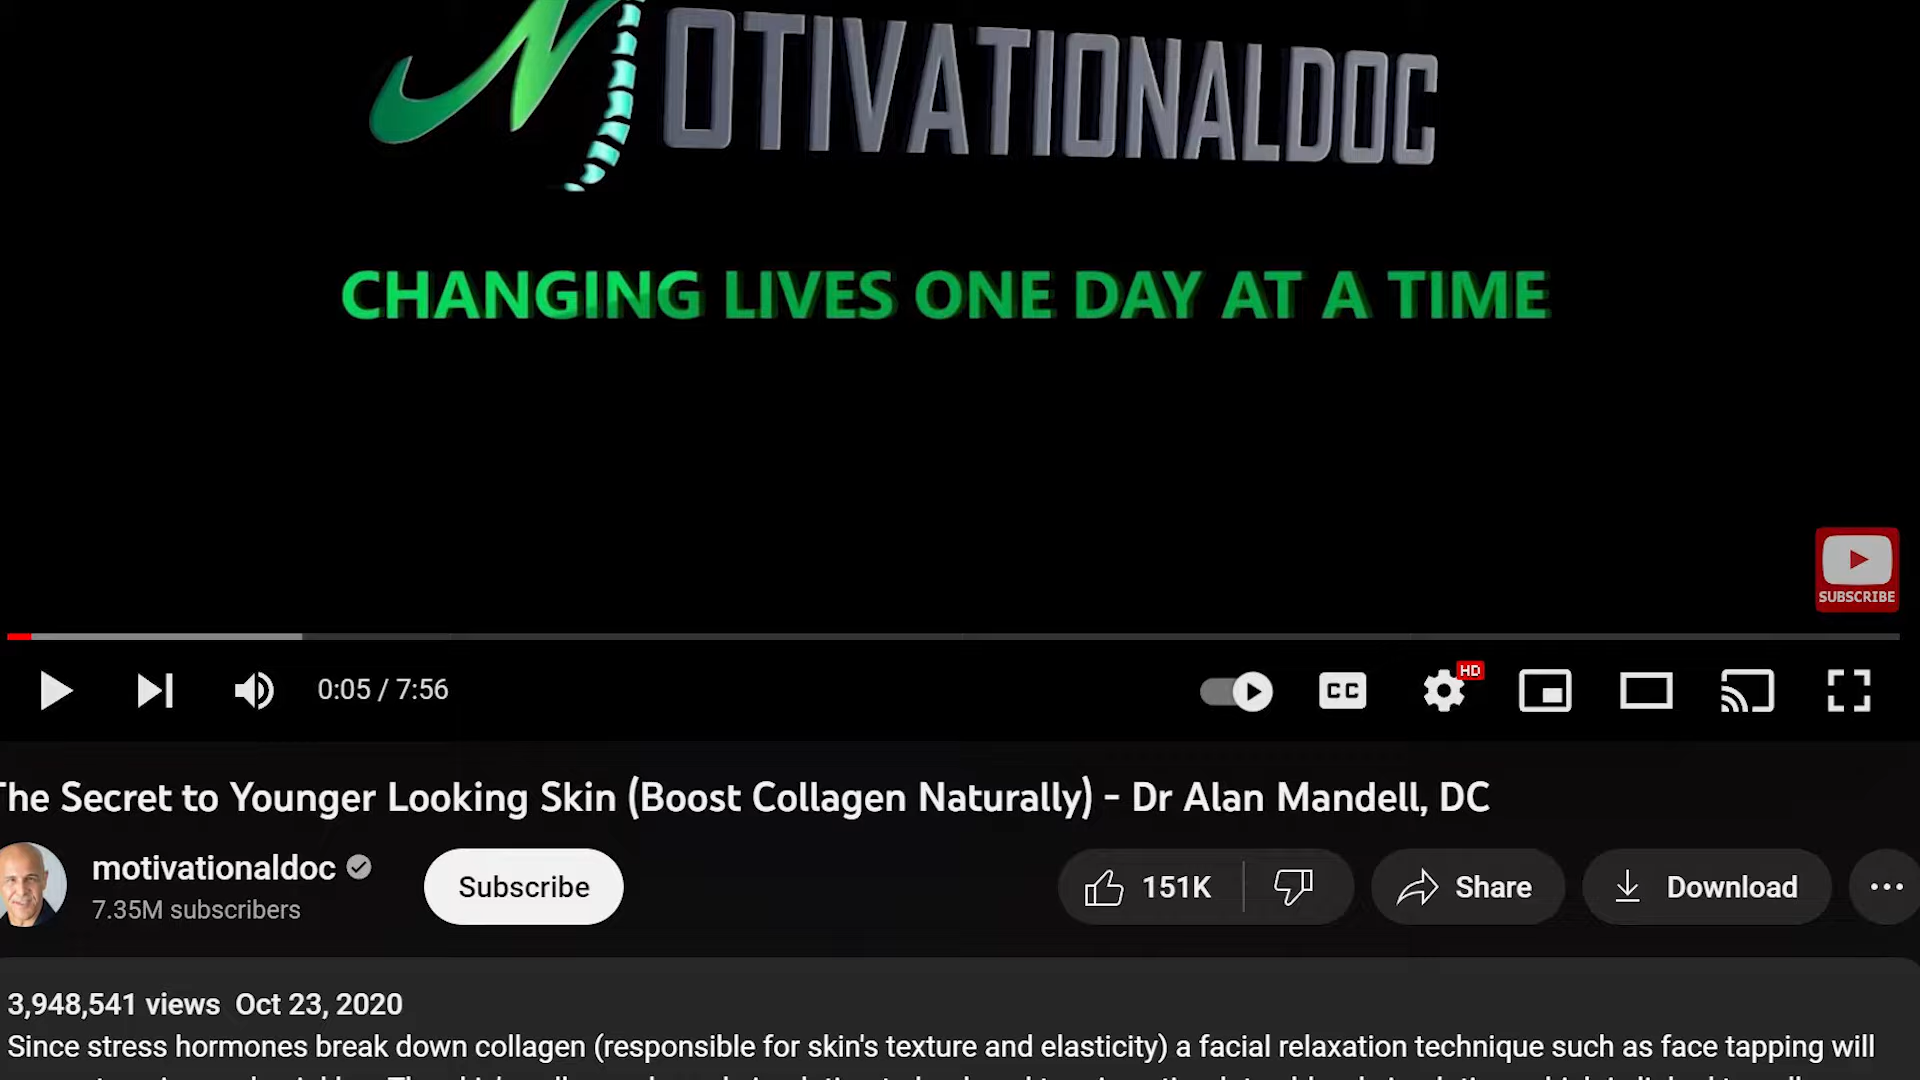 MOTIVATIONALDOC
CHANGING LIVES ONE DAY AT A TIME
SUBSCRIBE
0:05 / 7:56
CC
HD
The Secret to Younger Looking Skin (Boost Collagen Naturally) - Dr Alan Mandell, DC
motivationaldoc
7.35M subscribers
Subscribe
151K
Share
Download
3,948,541 views Oct 23, 2020
Since stress hormones break down collagen (responsible for skin's texture and elasticity) a facial relaxation technique such as face tapping will